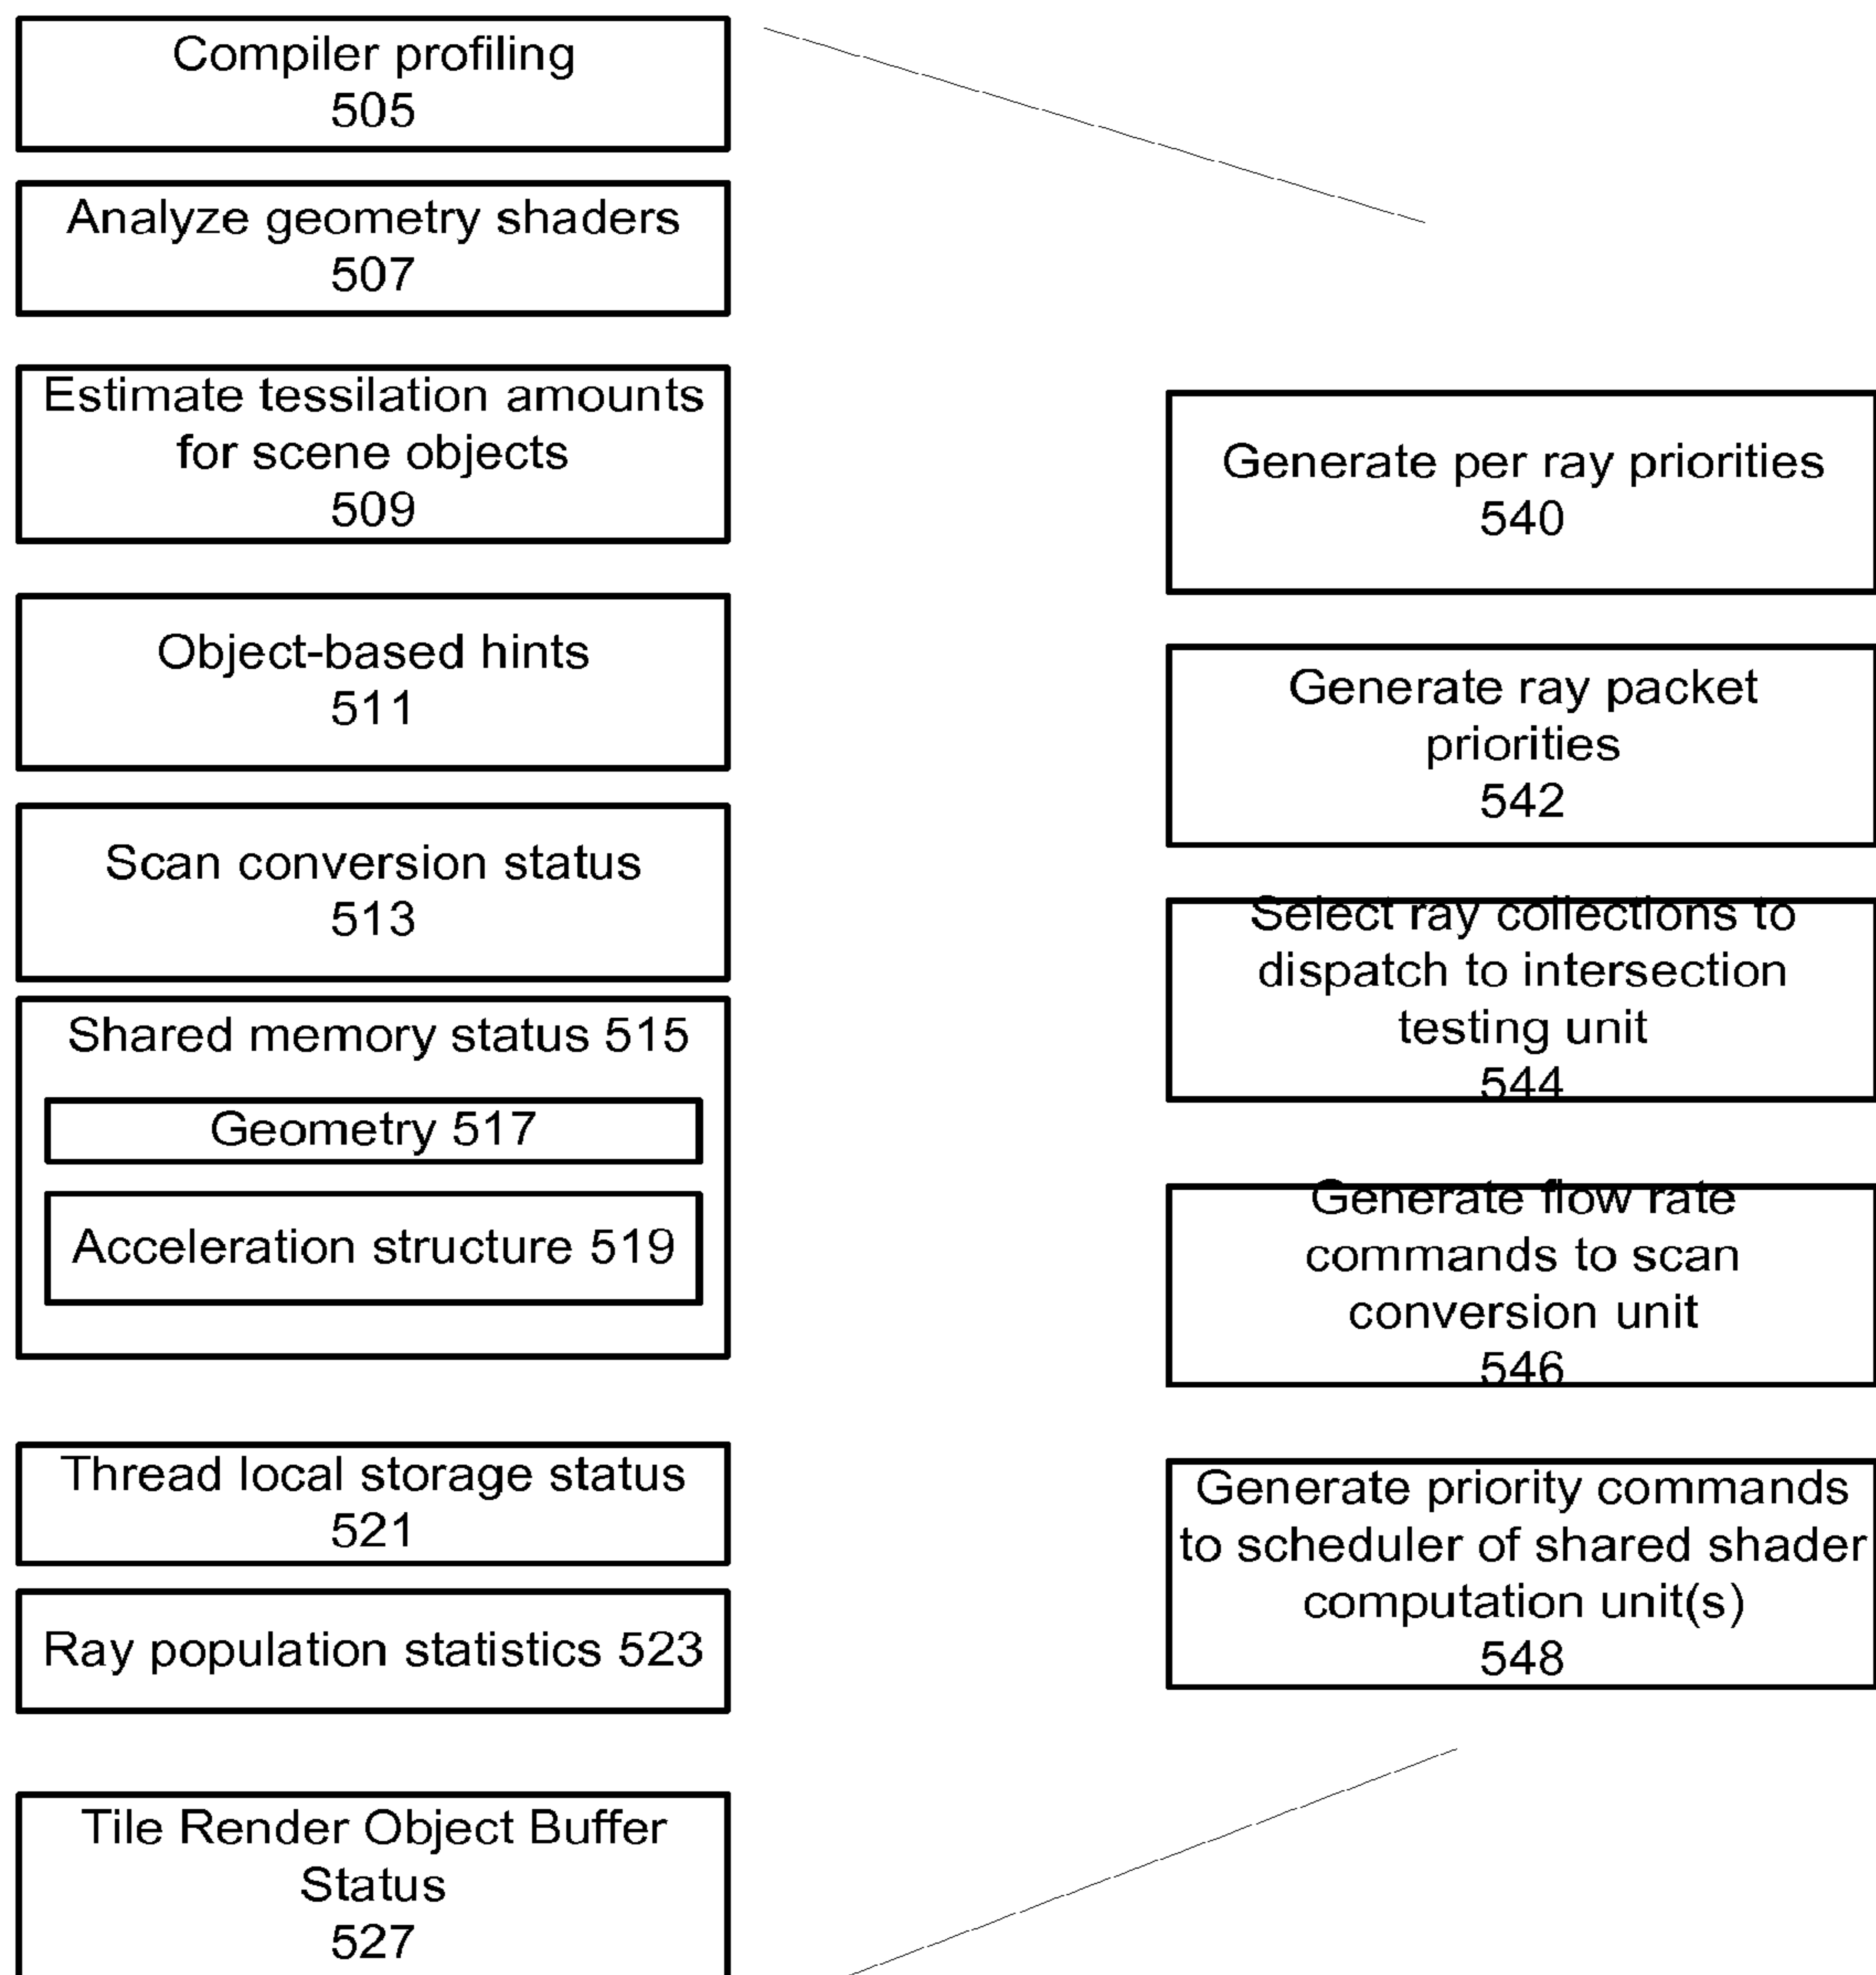 Compiler profiling
505
Analyze geometry shaders
507
Estimate tessilation amounts
for scene objects
509
Object-based hints
511
Scan conversion status
513
Shared memory status 515
Geometry 517
Acceleration structure 519
Thread local storage status
521
Ray population statistics 523
Tile Render Object Buffer
Status
527
Generate per ray priorities
540
Generate ray packet
priorities
542
Select ray collections to
dispatch to intersection
testing unit
544
Generate flow rate
commands to scan
conversion unit
546
Generate priority commands
to scheduler of shared shader
computation unit(s)
548